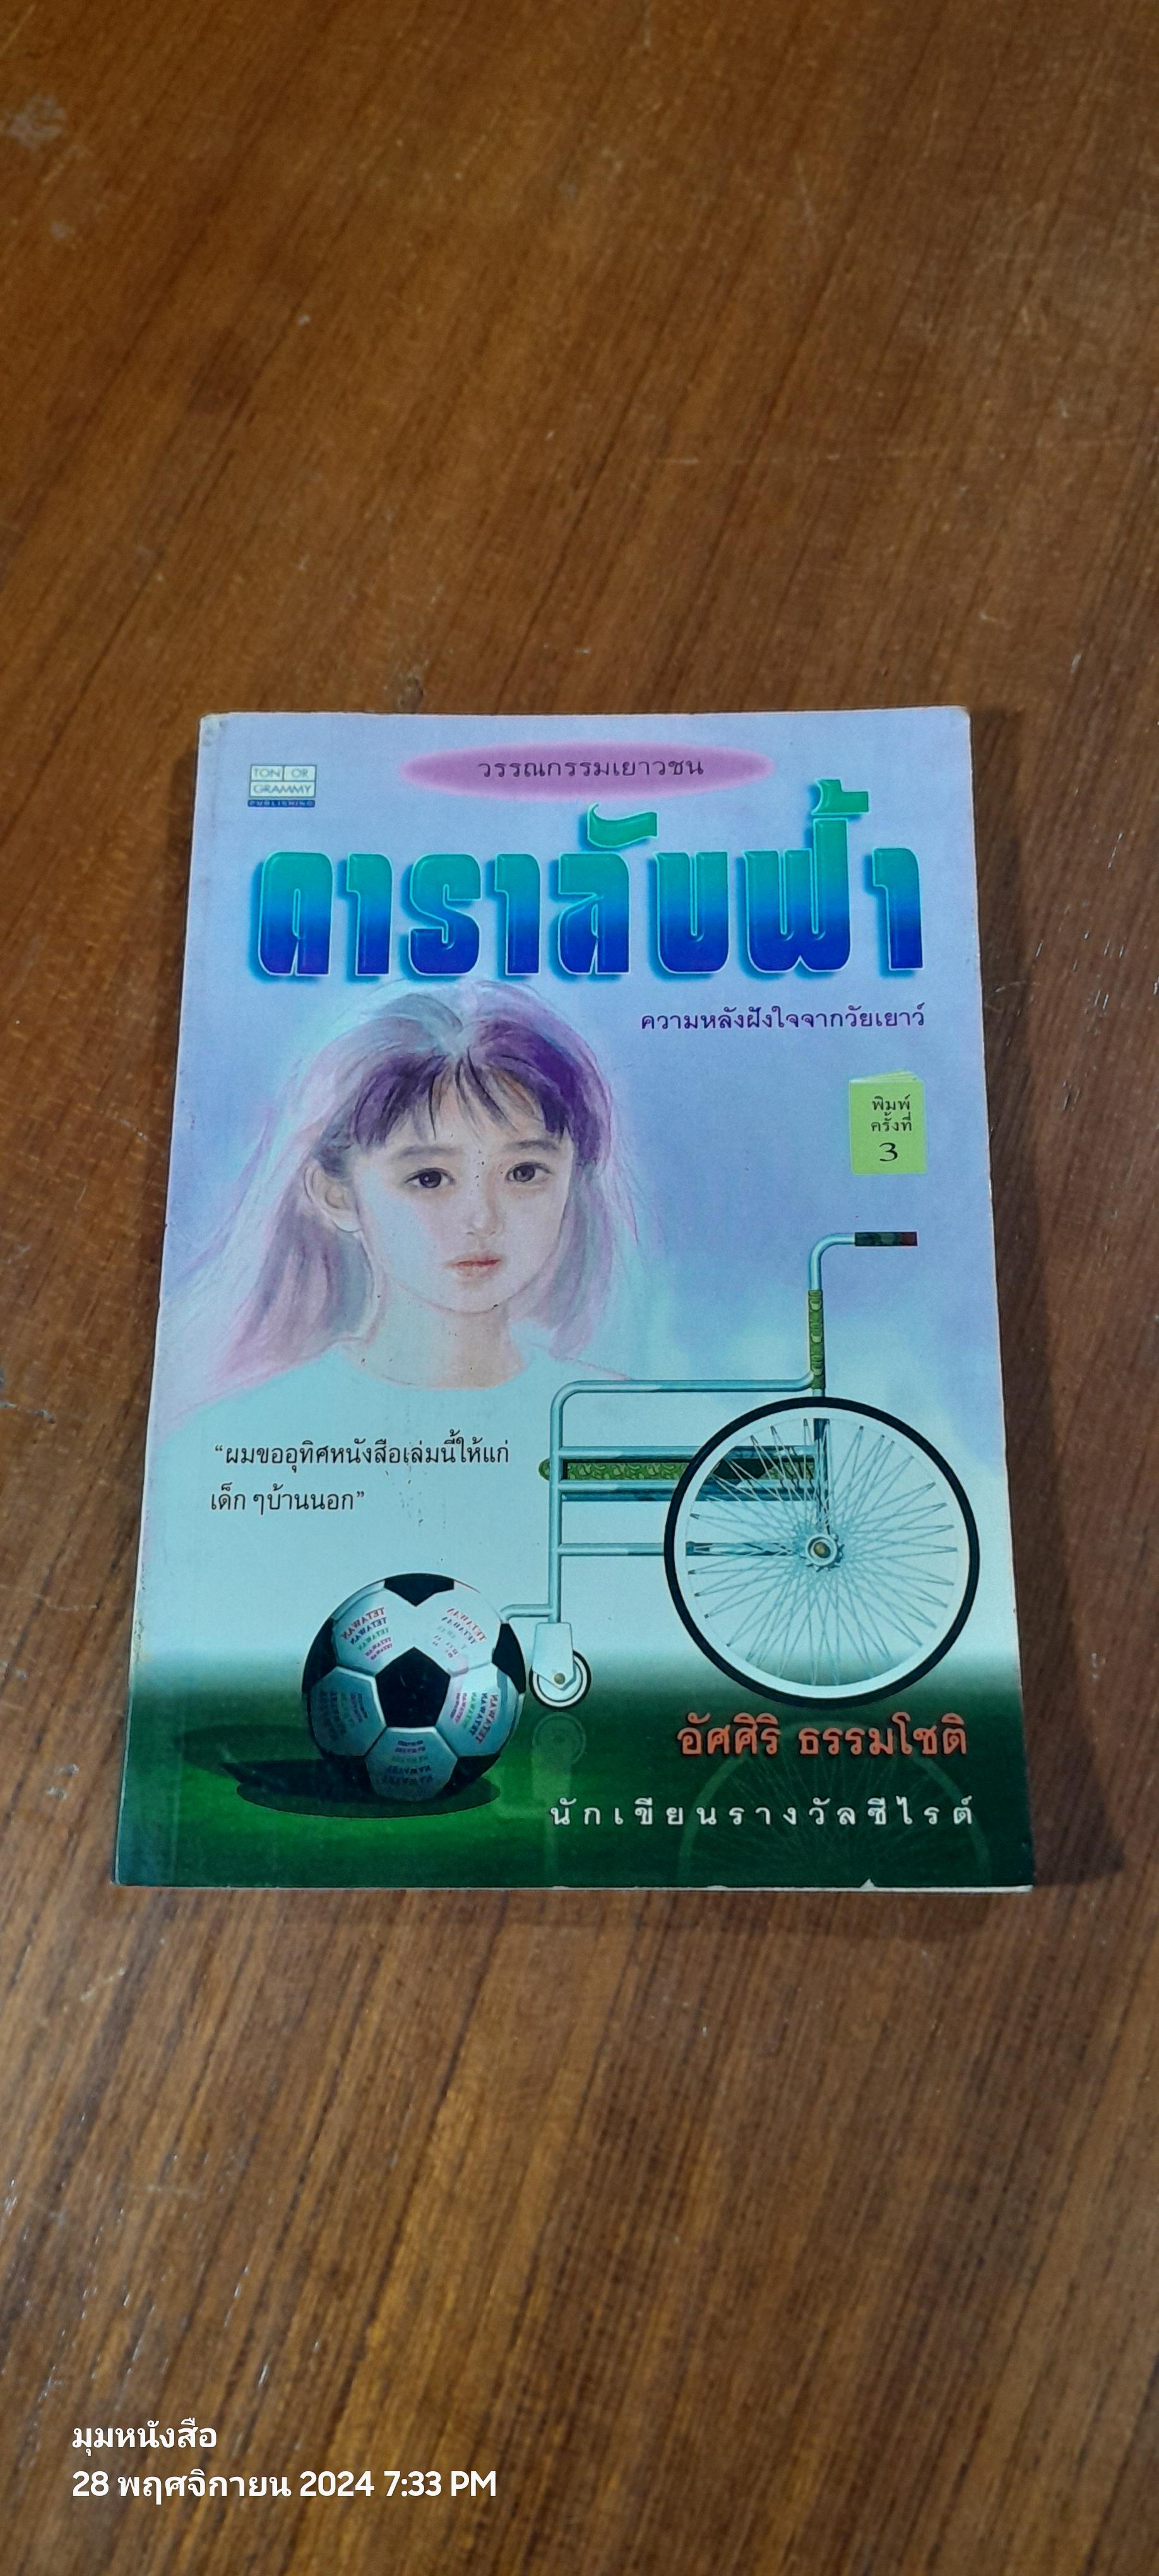 วรรณกรรมเยาวชน
TON OR
GRAMMY
PUBLISHING
ดาราลับฟ้า
ความหลังฝังใจจากวัยเยาว์
พิมพ์
ครั้งที่
3
“ผมขออุทิศหนังสือเล่มนี้ให้แก่
เด็ก ๆบ้านนอก”
TETAWAN
TETAWAN
TETAWAN
อัศศิริ ธรรมโชติ
นักเขียนรางวัลซีไรต์
มุมหนังสือ
28 พฤศจิกายน 2024 7:33 PM